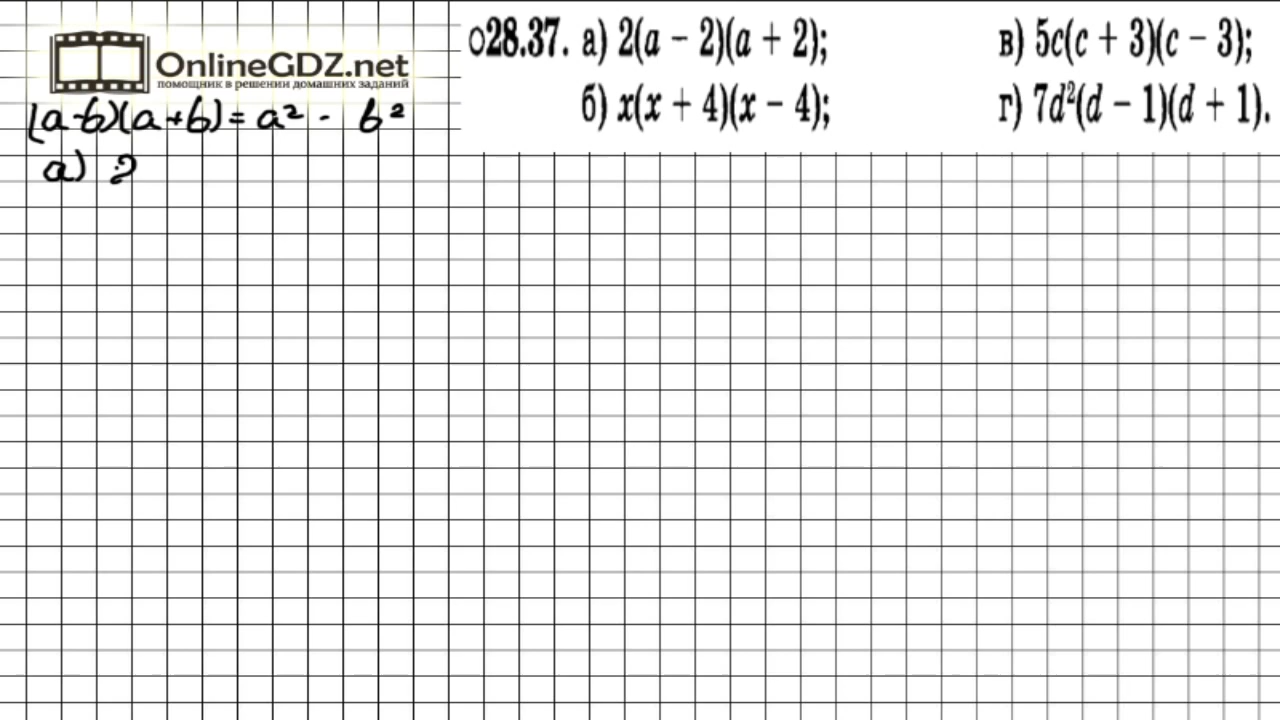 OnlineGDZ.net
помощник в решении домашних заданий
о28.37. а) 2(a − 2)(a + 2);
в) 5c(c + 3)(c − 3);
б) x(x + 4)(x − 4);
г) 7d²(d − 1)(d + 1).
(a-b)(a+b)=a² - b²
а) 2